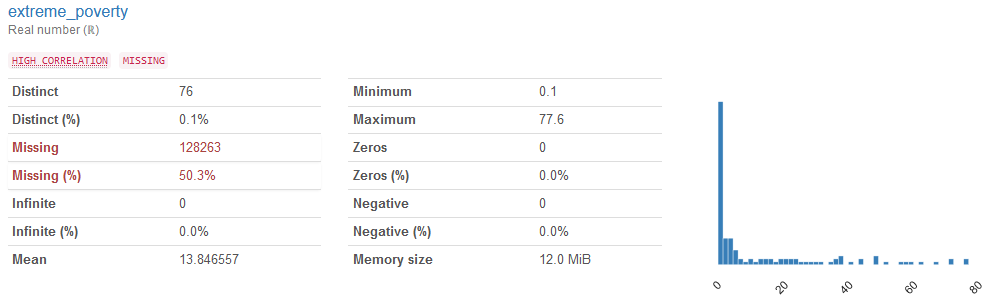 extreme_poverty
Real number (ℝ)
HIGH CORRELATION MISSING
Distinct 76
Distinct (%) 0.1%
Missing 128263
Missing (%) 50.3%
Infinite 0
Infinite (%) 0.0%
Mean 13.846557
Minimum 0.1
Maximum 77.6
Zeros 0
Zeros (%) 0.0%
Negative 0
Negative (%) 0.0%
Memory size 12.0 MiB
0 20 40 60 80